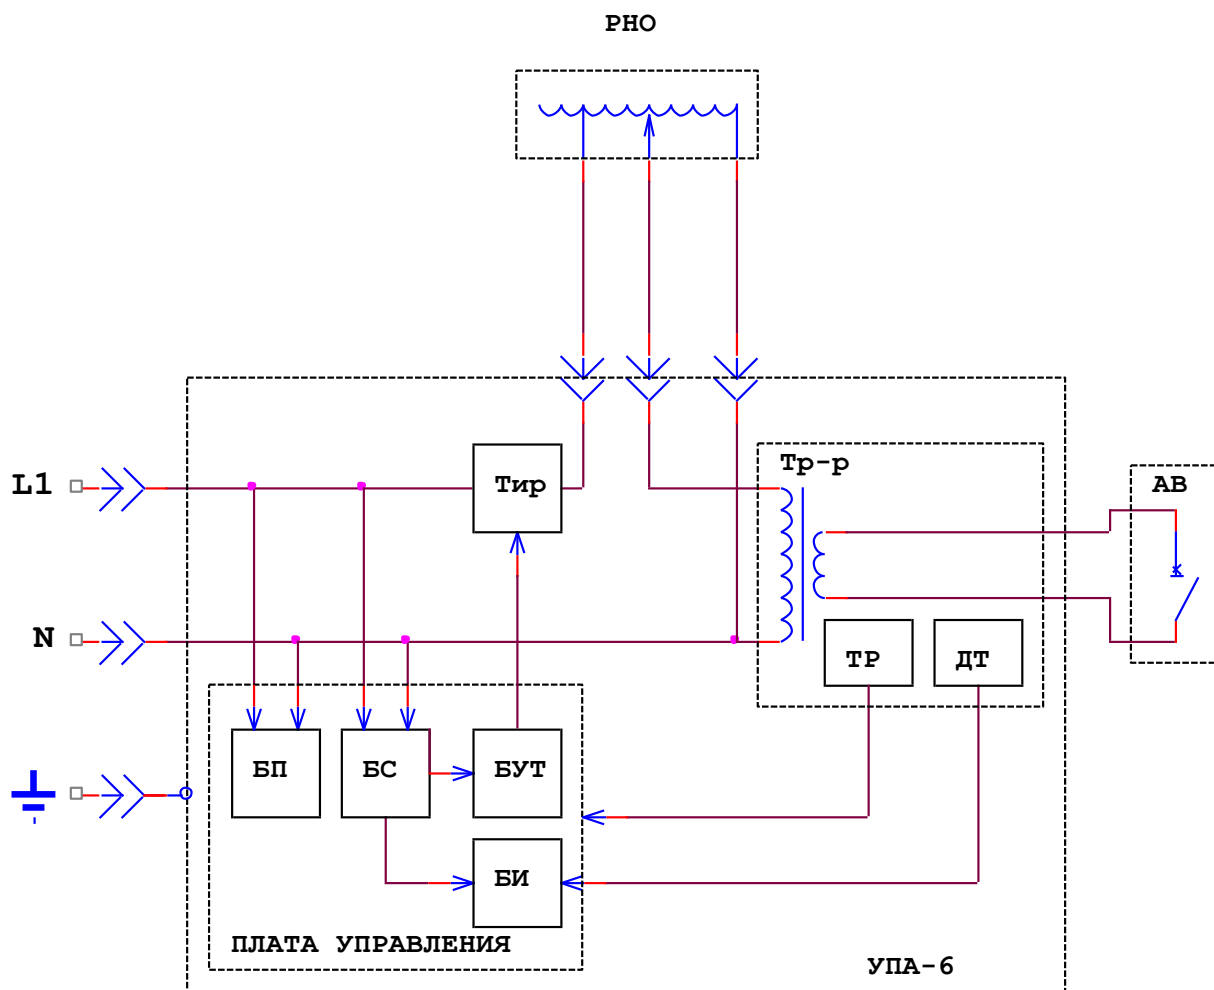 РНО
Тр-р
L1
Тир
АВ
N
ТР
ДТ
БП
БС
БУТ
БИ
ПЛАТА УПРАВЛЕНИЯ
УПА-6